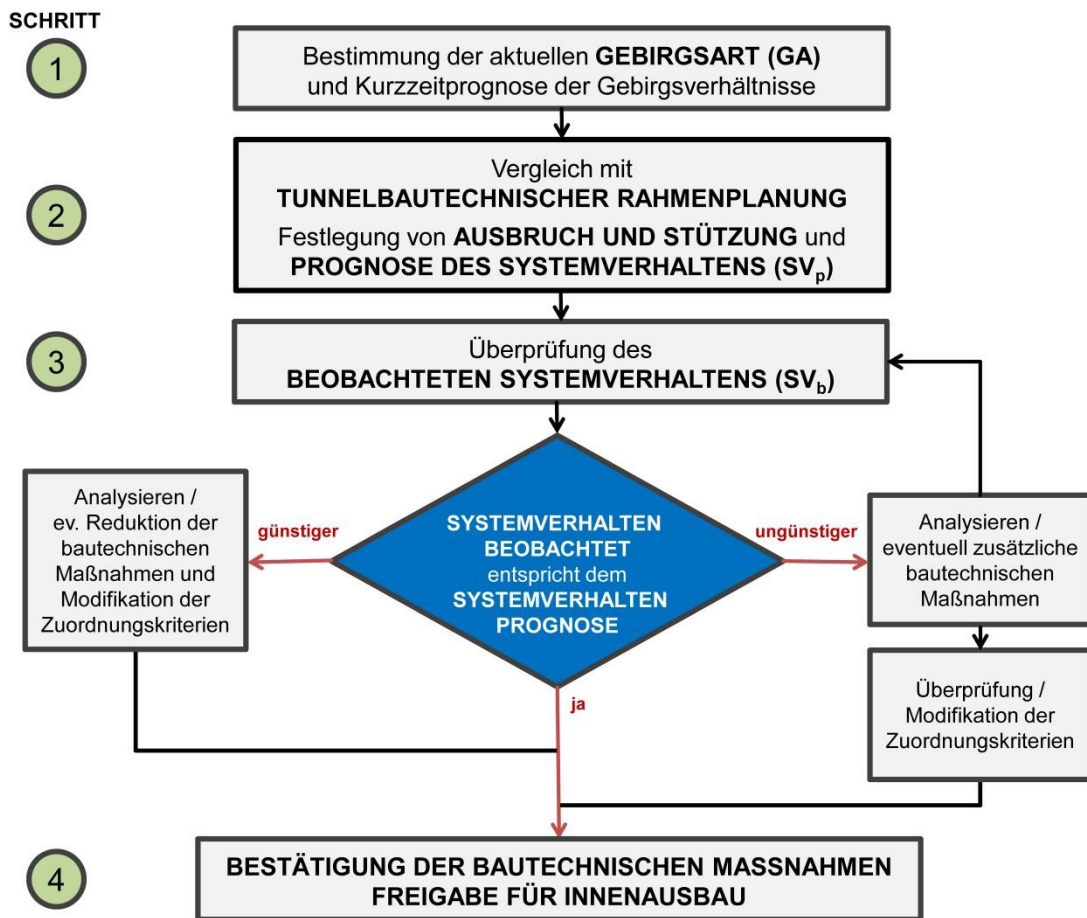 SCHRITT
1
Bestimmung der aktuellen GEBIRGSART (GA)
und Kurzzeitprognose der Gebirgsverhältnisse
2
Vergleich mit
TUNNELBAUTECHNISCHER RAHMENPLANUNG
Festlegung von AUSBRUCH UND STÜTZUNG und
PROGNOSE DES SYSTEMVERHALTENS (SVp)
3
Überprüfung des
BEOBACHTETEN SYSTEMVERHALTENS (SVb)
Analysieren /
ev. Reduktion der
bautechnischen
Maßnahmen und
Modifikation der
Zuordnungskriterien
günstiger
SYSTEMVERHALTEN
BEOBACHTET
entspricht dem
SYSTEMVERHALTEN
PROGNOSE
ungünstiger
Analysieren /
eventuell zusätzliche
bautechnischen
Maßnahmen
ja
Überprüfung /
Modifikation der
Zuordnungskriterien
4
BESTÄTIGUNG DER BAUTECHNISCHEN MASSNAHMEN
FREIGABE FÜR INNENAUSBAU